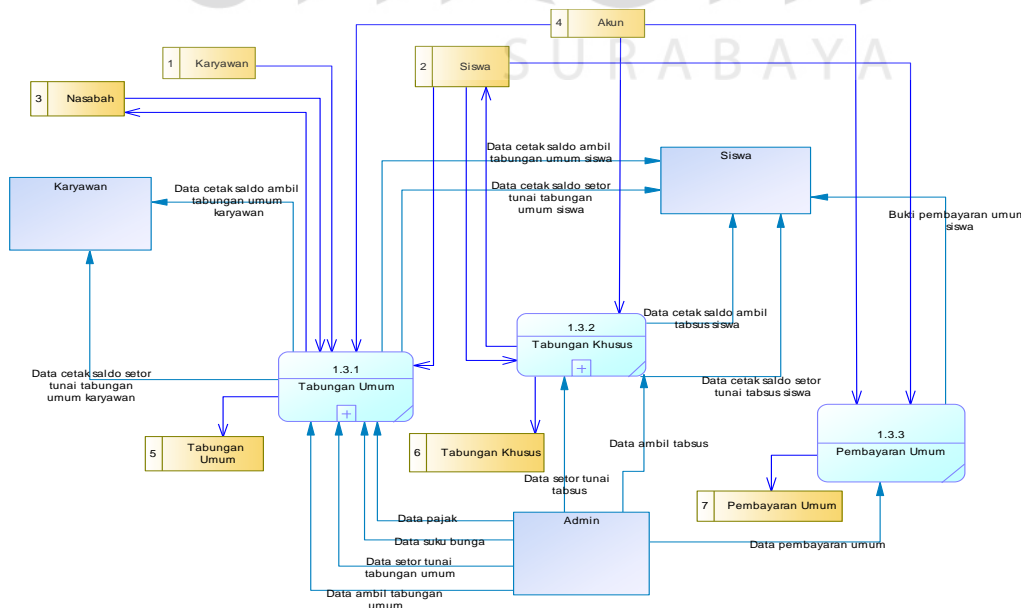 SURABAYA
4 Akun
1 Karyawan
2 Siswa
3 Nasabah
Karyawan
Data cetak saldo ambil
tabungan umum
karyawan
Data cetak saldo ambil
tabungan umum siswa
Data cetak saldo setor
tunai tabungan
umum siswa
Siswa
Bukti pembayaran umum
siswa
Data cetak saldo ambil
tabsus siswa
1.3.2
Tabungan Khusus
1.3.1
Tabungan Umum
Data cetak saldo setor
tunai tabungan
umum karyawan
Data cetak saldo setor
tunai tabsus siswa
1.3.3
Pembayaran Umum
5 Tabungan
Umum
6 Tabungan Khusus
Data ambil tabsus
Data setor tunai
tabsus
7 Pembayaran Umum
Admin
Data pajak
Data suku bunga
Data setor tunai
tabungan umum
Data ambil tabungan
umum
Data pembayaran umum